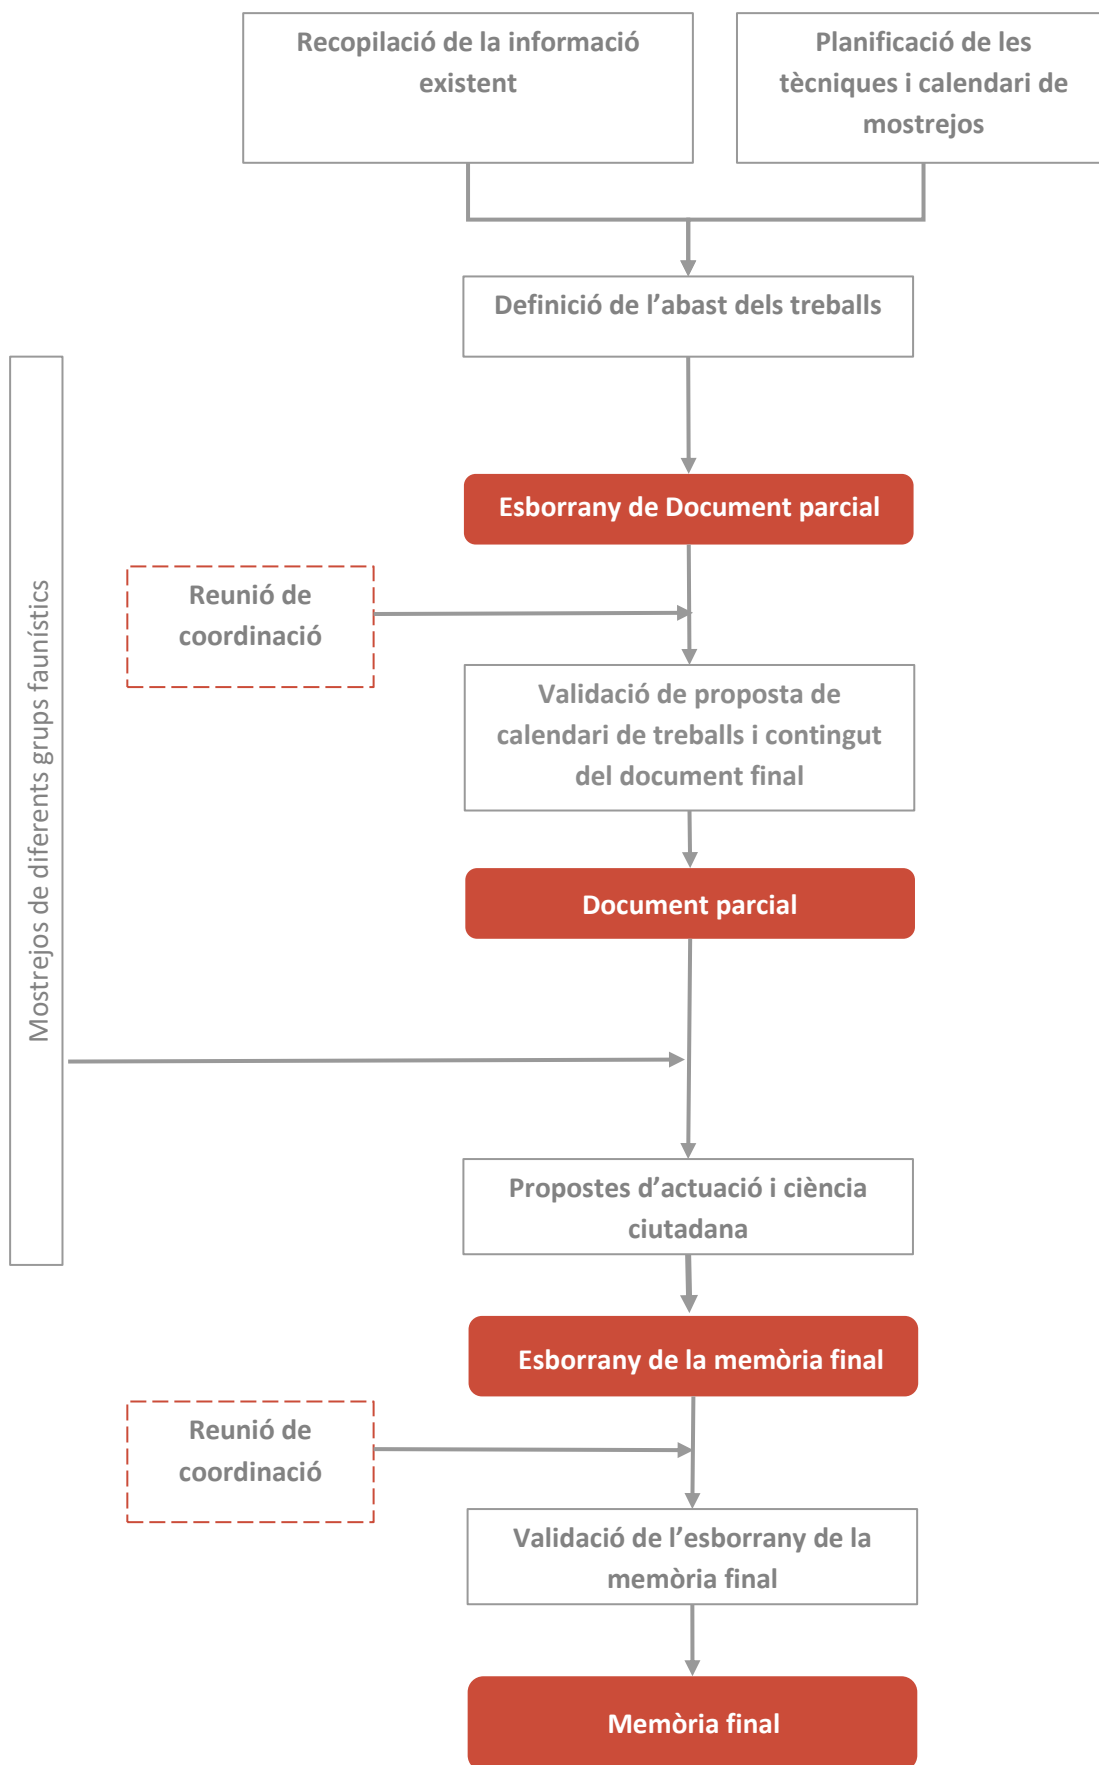 Recopilació de la informació
existent
Planificació de les
tècniques i calendari de
mostrejos
Definició de l’abast dels treballs
Mostrejos de diferents grups faunístics
Esborrany de Document parcial
Reunió de
coordinació
Validació de proposta de
calendari de treballs i contingut
del document final
Document parcial
Propostes d’actuació i ciència
ciutadana
Esborrany de la memòria final
Reunió de
coordinació
Validació de l’esborrany de la
memòria final
Memòria final